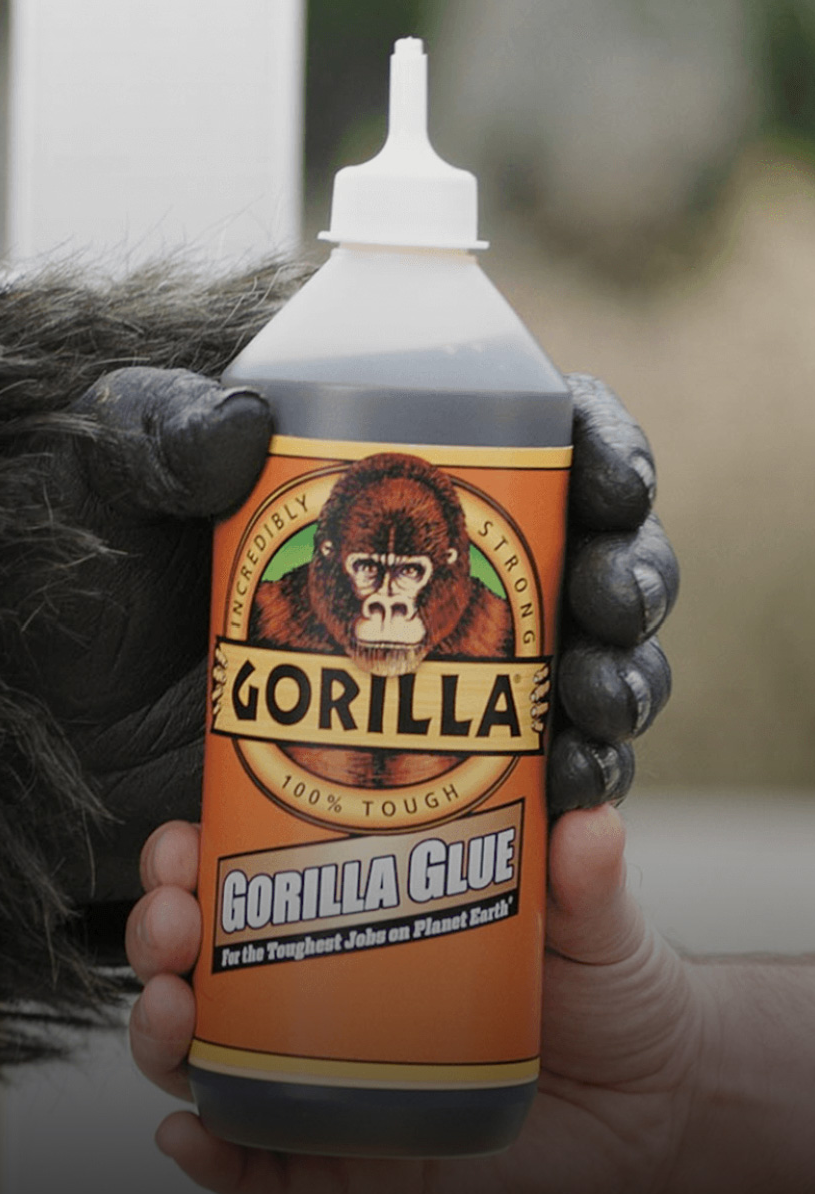 INCREDIBLY STRONG
GORILLA®
100% TOUGH
GORILLA GLUE
For the Toughest Jobs on Planet Earth®